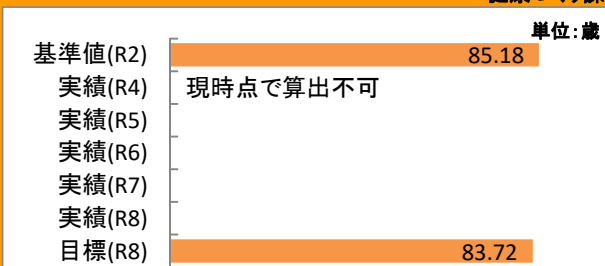 単位:歳
基準値(R2) 85.18
実績(R4) 現時点で算出不可
実績(R5)
実績(R6)
実績(R7)
実績(R8)
目標(R8) 83.72